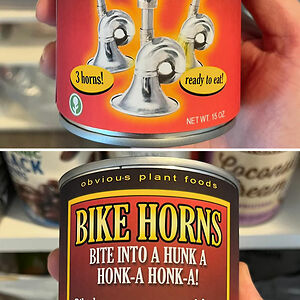 3 horns!
ready to eat!
NET WT. 15 OZ.
obvious plant foods
BIKE HORNS
BITE INTO A HUNK A
HONK-A HONK-A!